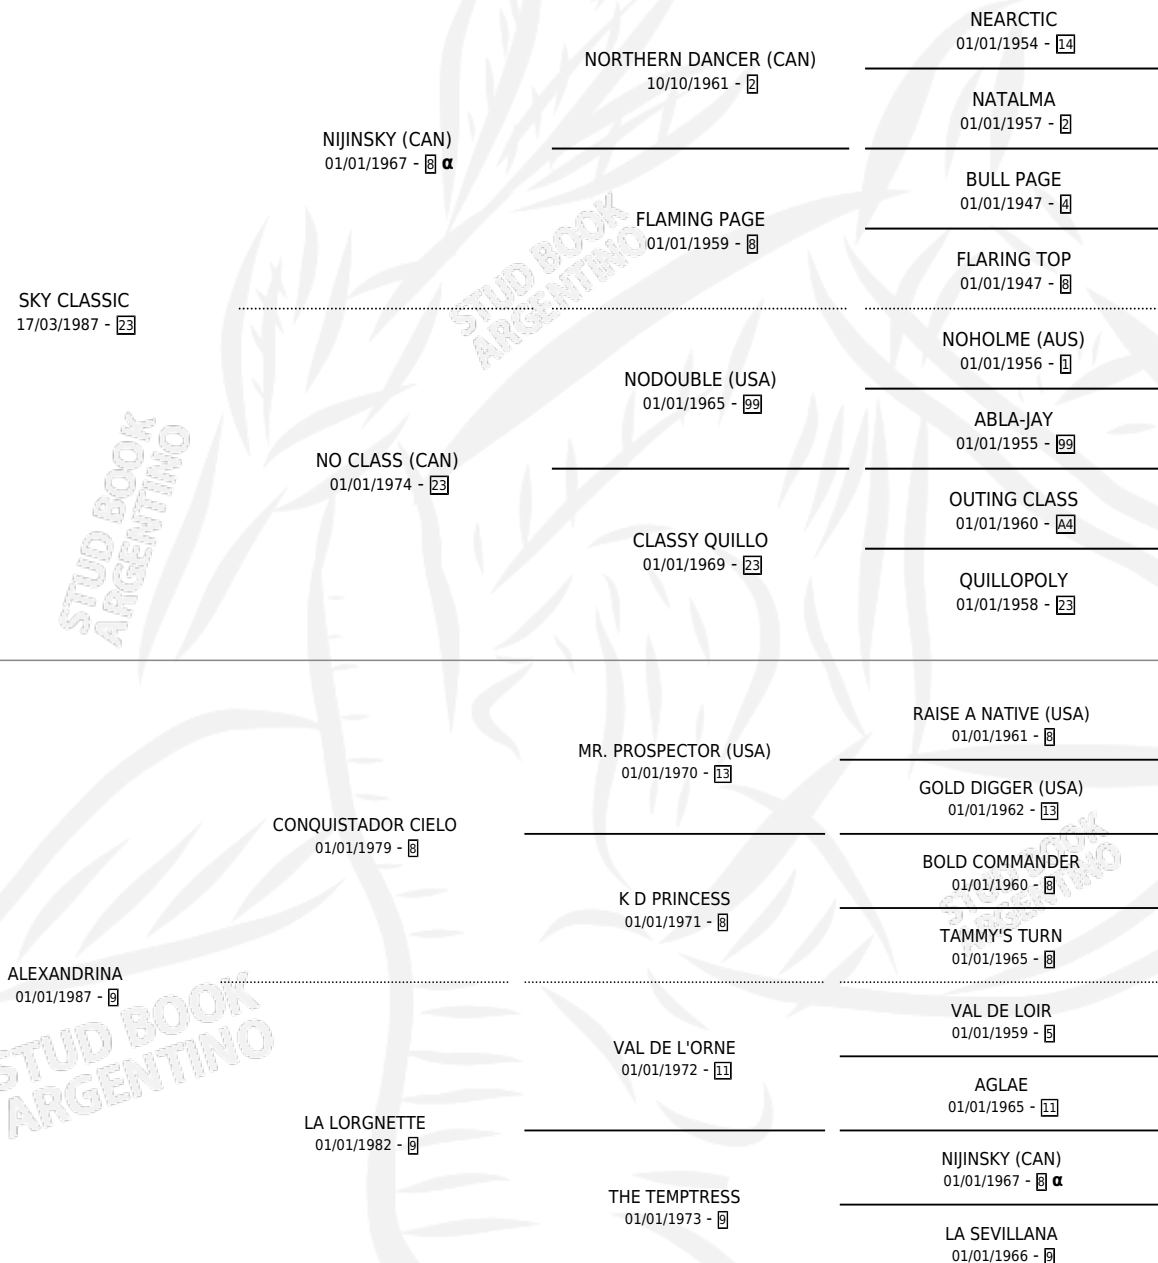 NEARCTIC
01/01/1954 - 14
NORTHERN DANCER (CAN)
10/10/1961 - 2
NATALMA
01/01/1957 - 2
NIJINSKY (CAN)
01/01/1967 - 8 α
BULL PAGE
01/01/1947 - 4
FLAMING PAGE
01/01/1959 - 8
FLARING TOP
01/01/1947 - 8
SKY CLASSIC
17/03/1987 - 23
STUD BOOK
ARGENTINO
NOHOLME (AUS)
01/01/1956 - 1
NODOUBLE (USA)
01/01/1965 - 99
ABLA-JAY
01/01/1955 - 99
NO CLASS (CAN)
01/01/1974 - 23
OUTING CLASS
01/01/1960 - A4
CLASSY QUILLO
01/01/1969 - 23
QUILLOPOLY
01/01/1958 - 23
STUD BOOK
ARGENTINO
RAISE A NATIVE (USA)
01/01/1961 - 8
MR. PROSPECTOR (USA)
01/01/1970 - 13
GOLD DIGGER (USA)
01/01/1962 - 13
CONQUISTADOR CIELO
01/01/1979 - 8
BOLD COMMANDER
01/01/1960 - 8
K D PRINCESS
01/01/1971 - 8
TAMMY'S TURN
01/01/1965 - 8
STUD BOOK
ARGENTINO
ALEXANDRINA
01/01/1987 - 9
VAL DE LOIR
01/01/1959 - 5
VAL DE L'ORNE
01/01/1972 - 11
AGLAE
01/01/1965 - 11
STUD BOOK
ARGENTINO
LA LORGNETTE
01/01/1982 - 9
NIJINSKY (CAN)
01/01/1967 - 8 α
THE TEMPTRESS
01/01/1973 - 9
LA SEVILLANA
01/01/1966 - 9